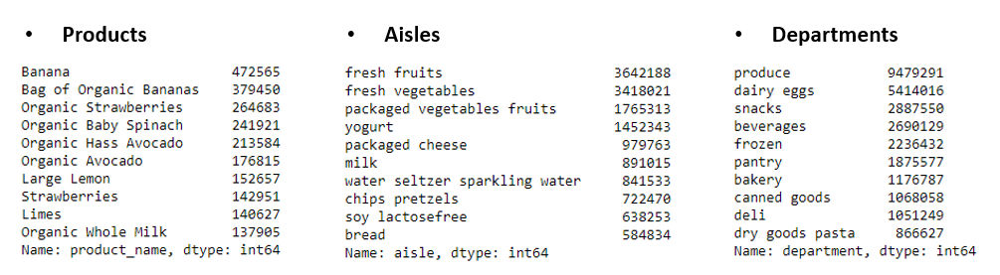 • Products
Banana 472565
Bag of Organic Bananas 379450
Organic Strawberries 264683
Organic Baby Spinach 241921
Organic Hass Avocado 213584
Organic Avocado 176815
Large Lemon 152657
Strawberries 142951
Limes 140627
Organic Whole Milk 137905
Name: product_name, dtype: int64
• Aisles
fresh fruits 3642188
fresh vegetables 3418021
packaged vegetables fruits 1765313
yogurt 1452343
packaged cheese 979763
milk 891015
water seltzer sparkling water 841533
chips pretzels 722470
soy lactosefree 638253
bread 584834
Name: aisle, dtype: int64
• Departments
produce 9479291
dairy eggs 5414016
snacks 2887550
beverages 2690129
frozen 2236432
pantry 1875577
bakery 1176787
canned goods 1068058
deli 1051249
dry goods pasta 866627
Name: department, dtype: int64